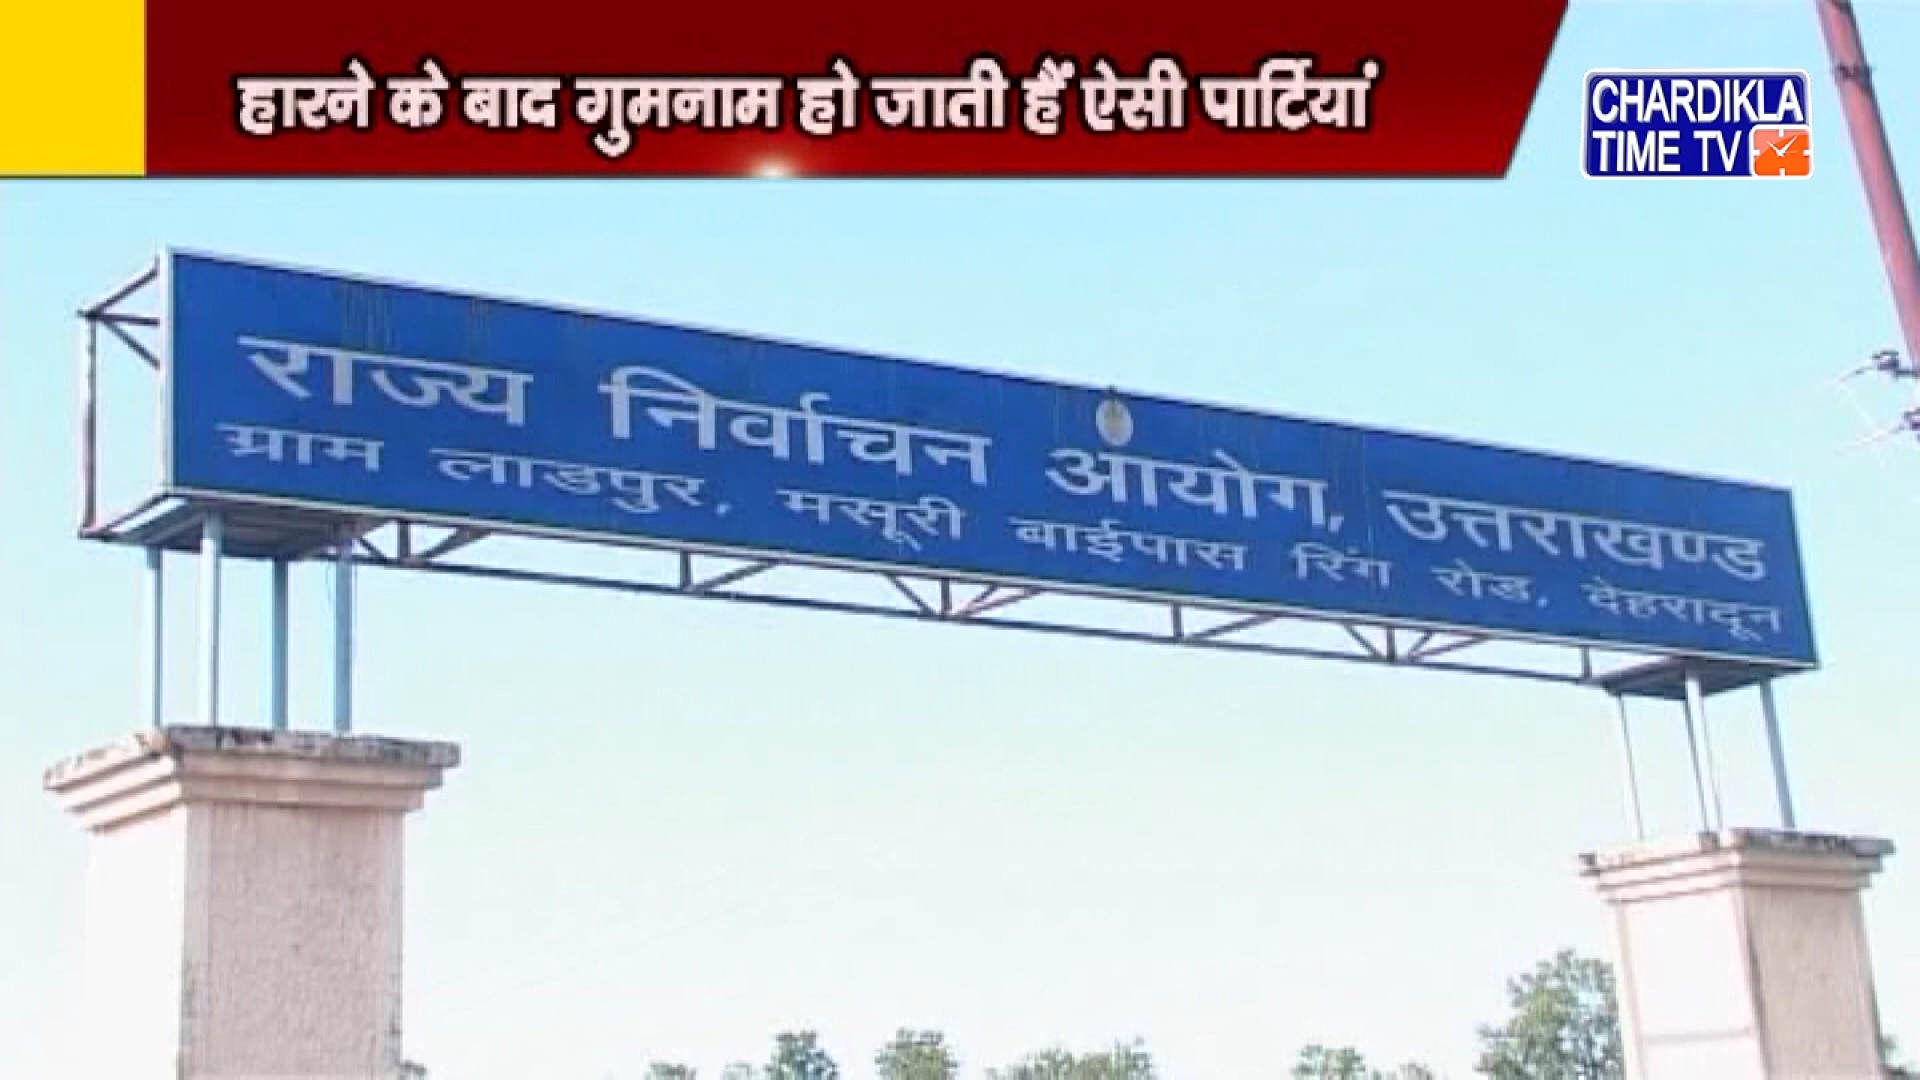 हारने के बाद गुमनाम हो जाती हैं ऐसी पार्टियां
CHARDIKLA
TIME TV
राज्य निर्वाचन आयोग, उत्तराखण्ड
ग्राम लाडपुर, मसूरी बाईपास रिंग रोड, देहरादून